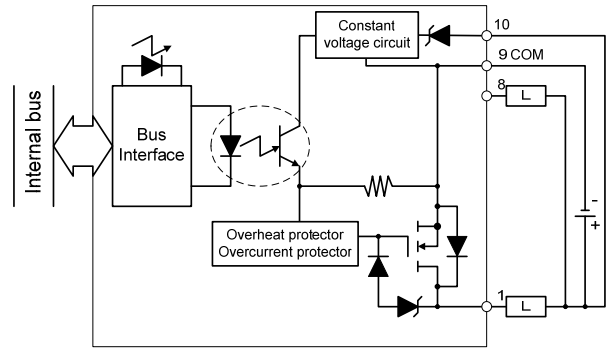 Constant
voltage circuit
10
9 COM
8
L
Internal bus
Bus
Interface
-
+
Overheat protector
Overcurrent protector
1
L